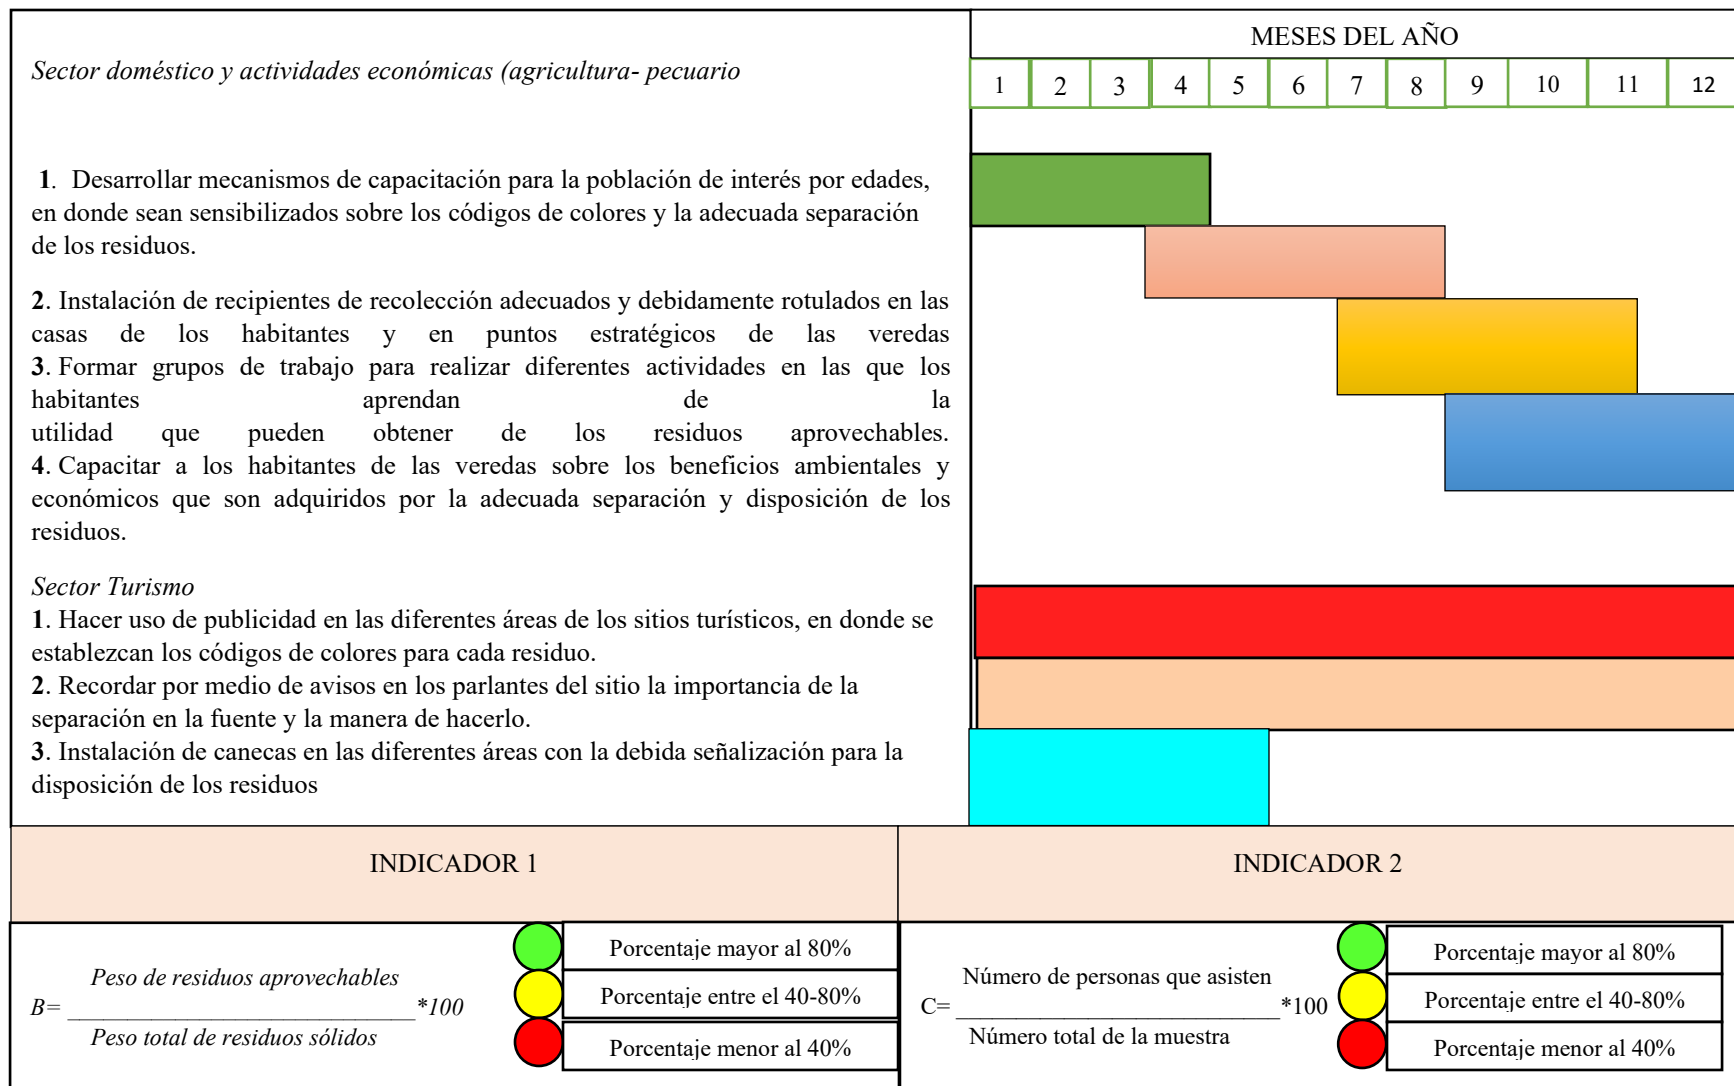 MESES DEL AÑO
Sector doméstico y actividades económicas (agricultura- pecuario
1 2 3 4 5 6 7 8 9 10 11 12
1. Desarrollar mecanismos de capacitación para la población de interés por edades,
en donde sean sensibilizados sobre los códigos de colores y la adecuada separación
de los residuos.
2. Instalación de recipientes de recolección adecuados y debidamente rotulados en las
casas de los habitantes y en puntos estratégicos de las veredas
3. Formar grupos de trabajo para realizar diferentes actividades en las que los
habitantes aprendan de la
utilidad que pueden obtener de los residuos aprovechables.
4. Capacitar a los habitantes de las veredas sobre los beneficios ambientales y
económicos que son adquiridos por la adecuada separación y disposición de los
residuos.
Sector Turismo
1. Hacer uso de publicidad en las diferentes áreas de los sitios turísticos, en donde se
establezcan los códigos de colores para cada residuo.
2. Recordar por medio de avisos en los parlantes del sitio la importancia de la
separación en la fuente y la manera de hacerlo.
3. Instalación de canecas en las diferentes áreas con la debida señalización para la
disposición de los residuos
INDICADOR 1
INDICADOR 2
Peso de residuos aprovechables
B= ______________________________ *100
Peso total de residuos sólidos
Porcentaje mayor al 80%
Porcentaje entre el 40-80%
Porcentaje menor al 40%
Número de personas que asisten
C= ____________________________ *100
Número total de la muestra
Porcentaje mayor al 80%
Porcentaje entre el 40-80%
Porcentaje menor al 40%